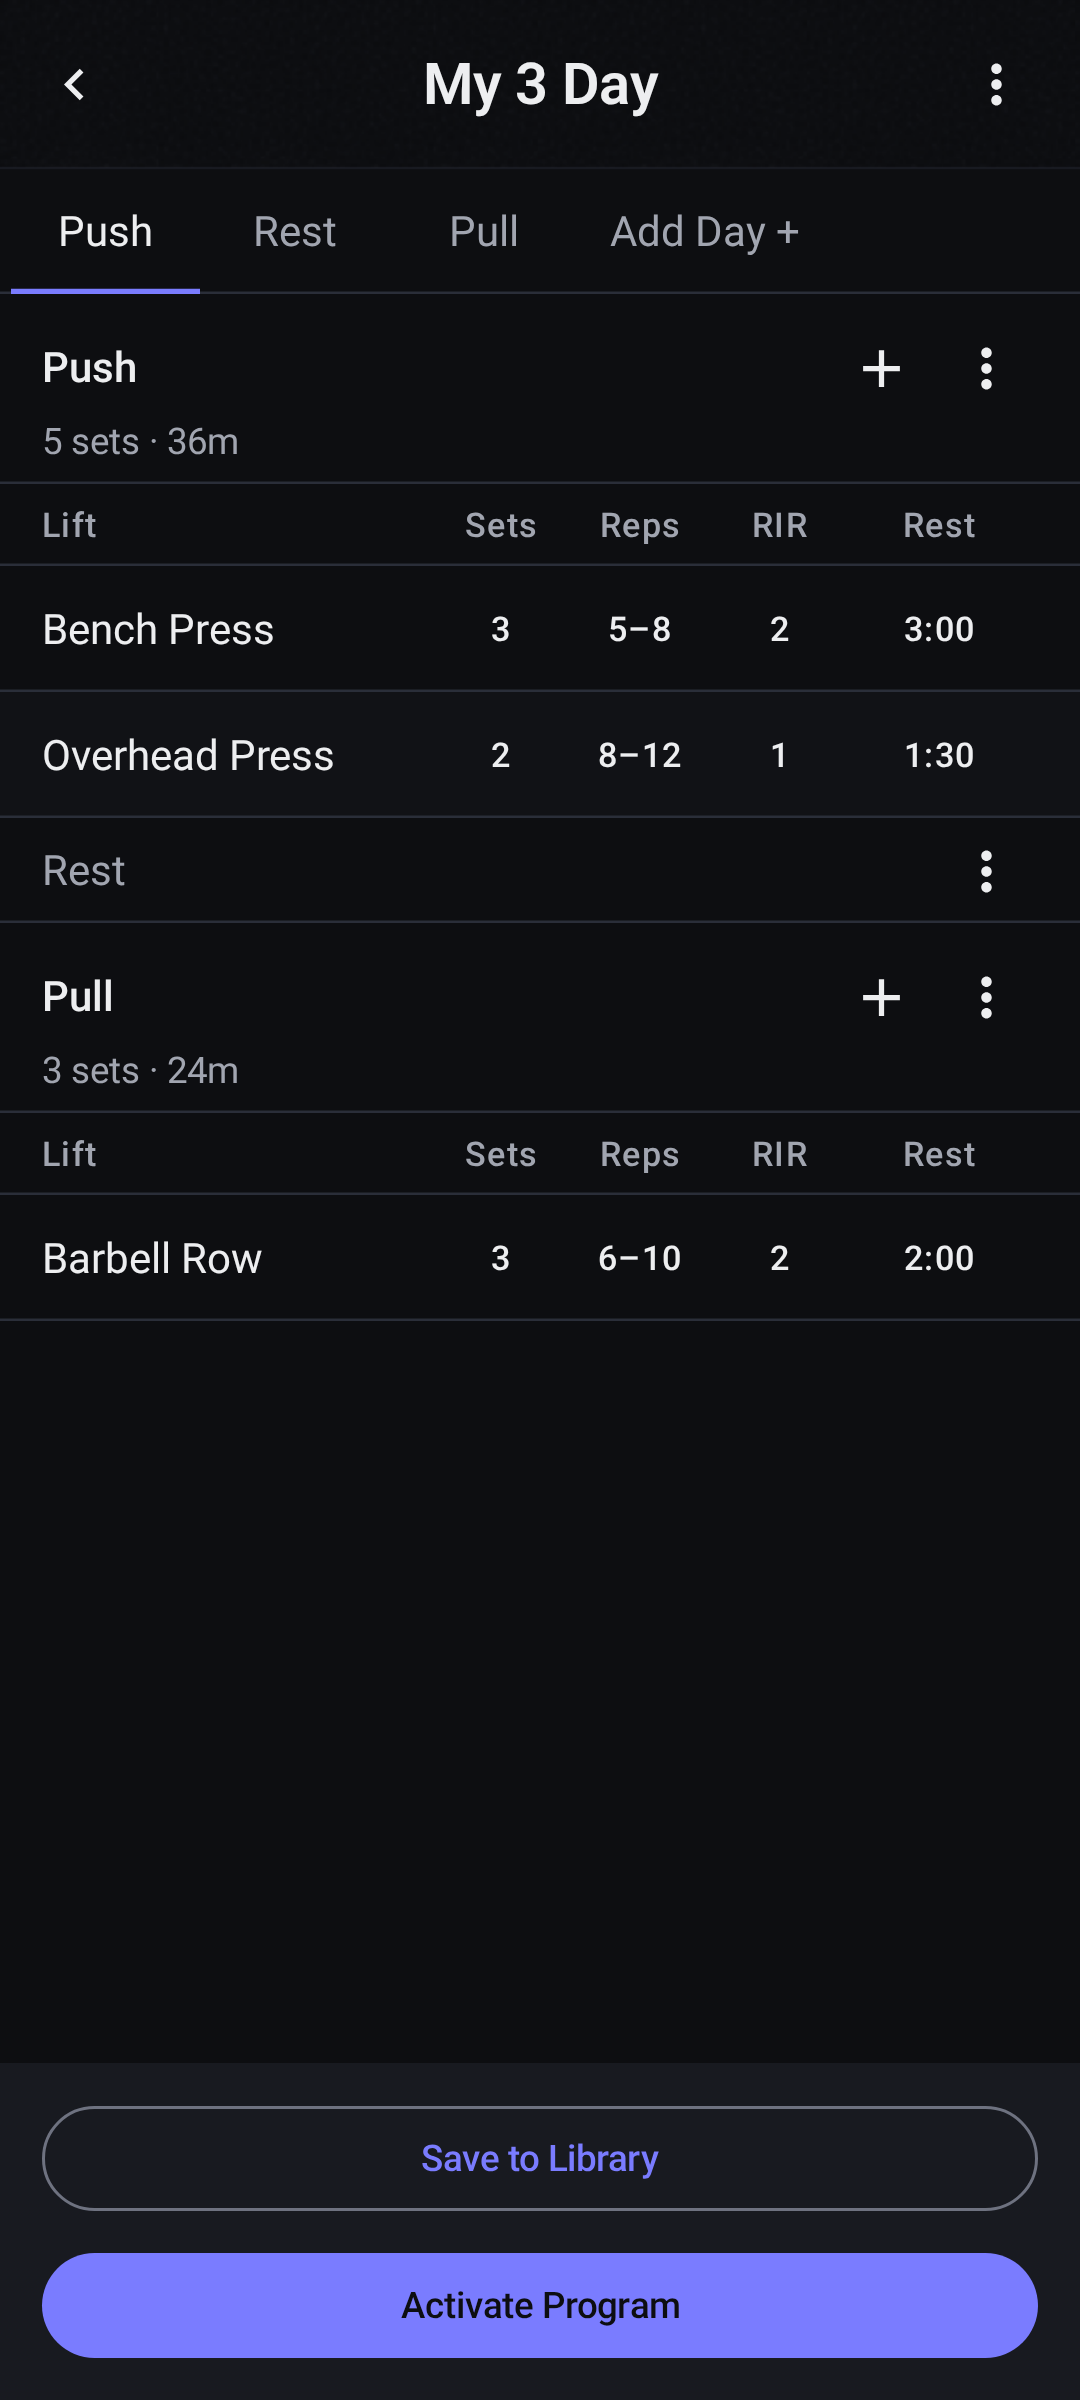 My 3 Day
Push Rest Pull Add Day +
Push
5 sets · 36m
Lift Sets Reps RIR Rest
Bench Press 3 5–8 2 3:00
Overhead Press 2 8–12 1 1:30
Rest
Pull
3 sets · 24m
Lift Sets Reps RIR Rest
Barbell Row 3 6–10 2 2:00
Save to Library
Activate Program